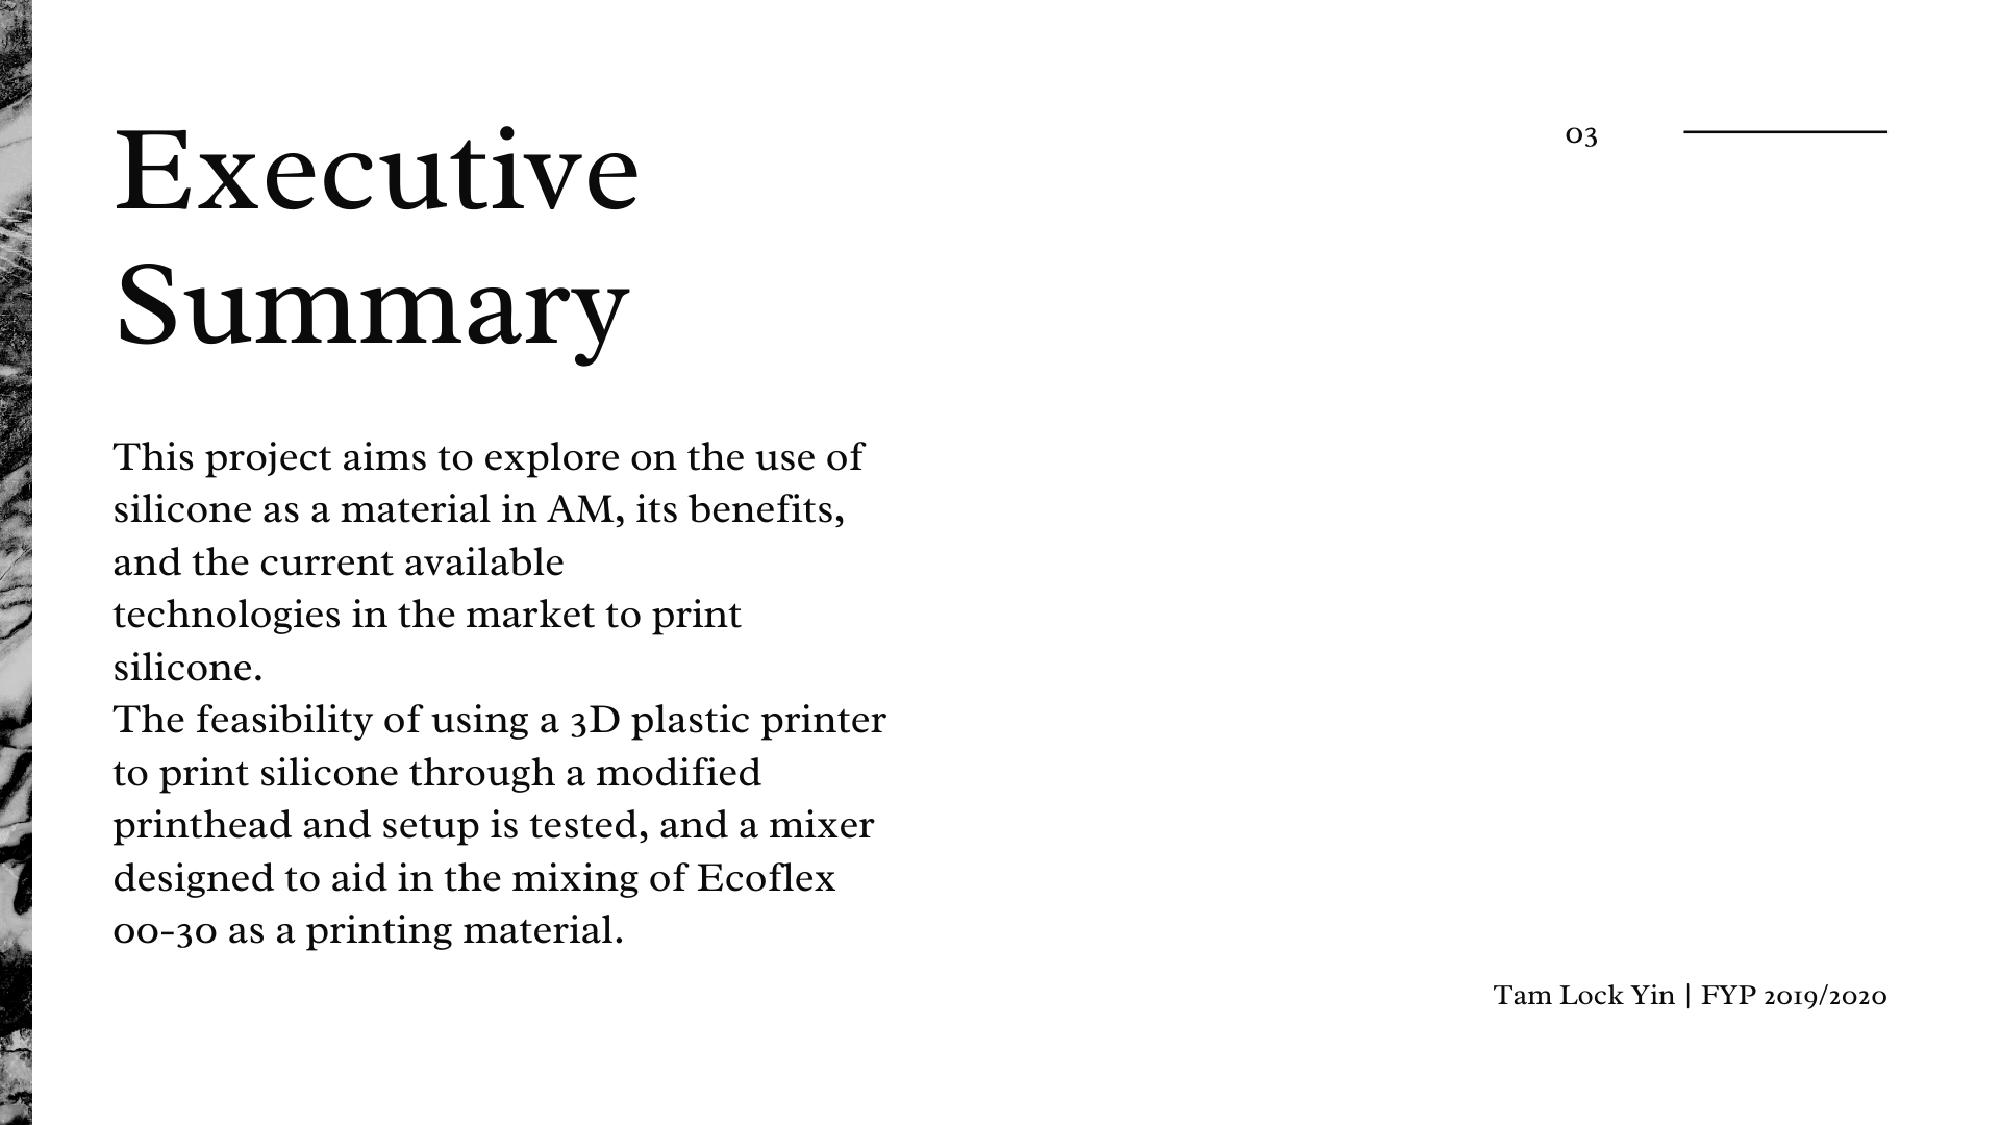 Executive
Summary
03
This project aims to explore on the use of
silicone as a material in AM, its benefits,
and the current available
technologies in the market to print
silicone.
The feasibility of using a 3D plastic printer
to print silicone through a modified
printhead and setup is tested, and a mixer
designed to aid in the mixing of Ecoflex
00-30 as a printing material.
Tam Lock Yin | FYP 2019/2020